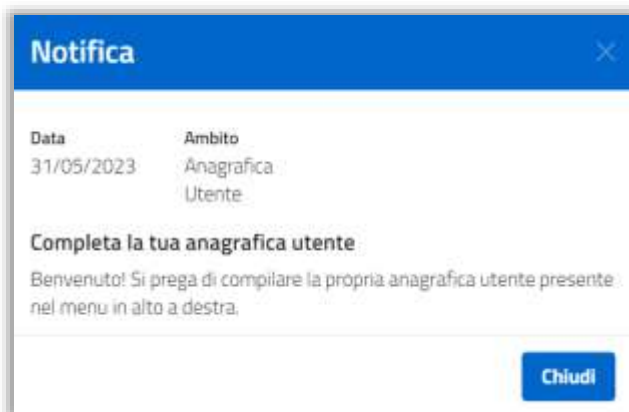 Notifica
Data Ambito
31/05/2023 Anagrafica
Utente
Completa la tua anagrafica utente
Benvenuto! Si prega di compilare la propria anagrafica utente presente
nel menu in alto a destra.
Chiudi